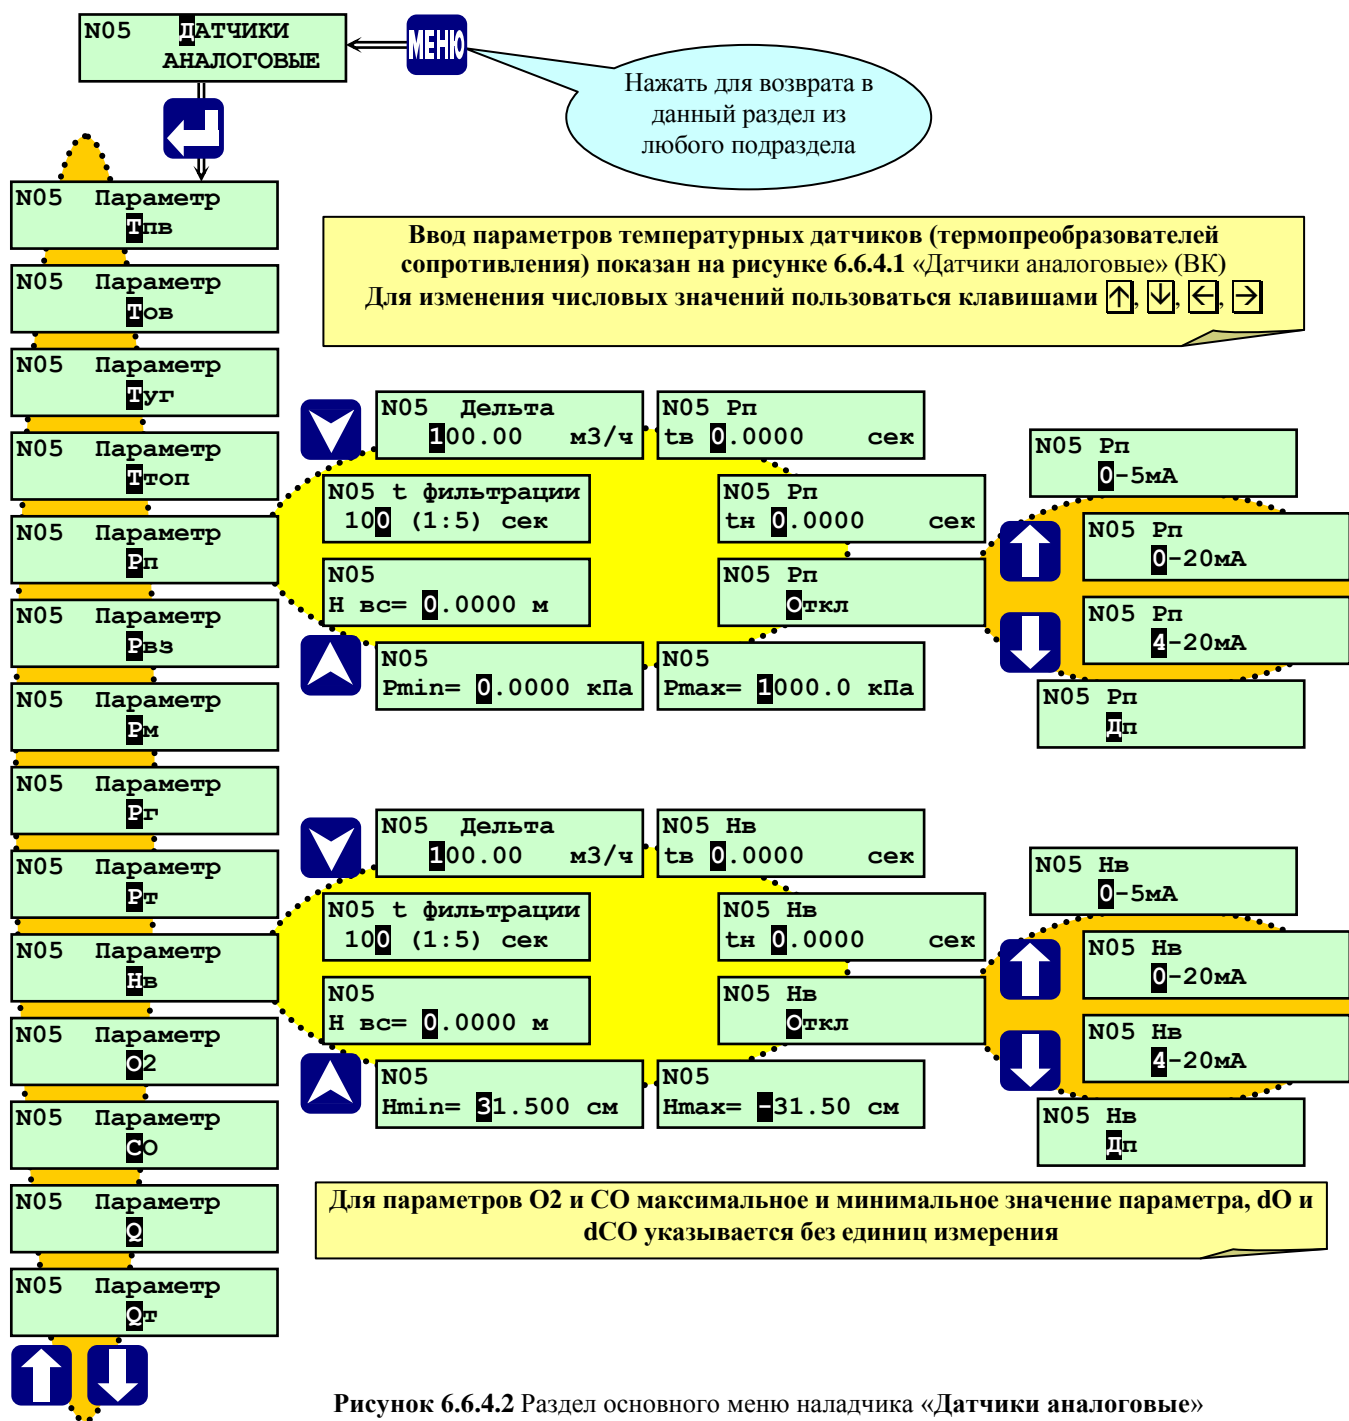 N05 ДАТЧИКИ
АНАЛОГОВЫЕ
МЕНЮ
Нажать для возврата в
данный раздел из
любого подраздела
N05 Параметр
Тпв
N05 Параметр
Тов
N05 Параметр
Туг
N05 Параметр
Ттоп
N05 Параметр
Рп
N05 Параметр
Рвз
N05 Параметр
Рм
N05 Параметр
Рг
N05 Параметр
Рт
N05 Параметр
Нв
N05 Параметр
О2
N05 Параметр
СО
N05 Параметр
Q
N05 Параметр
Qт
Ввод параметров температурных датчиков (термопреобразователей
сопротивления) показан на рисунке 6.6.4.1 «Датчики аналоговые» (ВК)
Для изменения числовых значений пользоваться клавишами ↑, ↓, ←, →
N05 Дельта
100.00 м3/ч
N05 Рп
tв 0.0000 сек
N05 t фильтрации
100 (1:5) сек
N05 Рп
tн 0.0000 сек
N05
Н вс= 0.0000 м
N05 Рп
Откл
N05
Pmin= 0.0000 кПа
N05
Pmax= 1000.0 кПа
N05 Рп
0-5мА
N05 Рп
0-20мА
N05 Рп
4-20мА
N05 Рп
Дп
N05 Дельта
100.00 м3/ч
N05 Нв
tв 0.0000 сек
N05 t фильтрации
100 (1:5) сек
N05 Нв
tн 0.0000 сек
N05
Н вс= 0.0000 м
N05 Нв
Откл
N05
Hmin= 31.500 см
N05
Hmax= -31.50 см
N05 Нв
0-5мА
N05 Нв
0-20мА
N05 Нв
4-20мА
N05 Нв
Дп
Для параметров О2 и СО максимальное и минимальное значение параметра, dO и
dCO указывается без единиц измерения
Рисунок 6.6.4.2 Раздел основного меню наладчика «Датчики аналоговые»